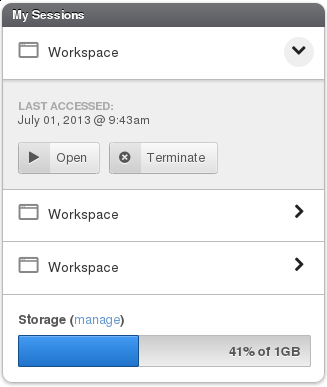 My Sessions
Workspace
LAST ACCESSED:
July 01, 2013 @ 9:43am
Open
Terminate
Workspace
Workspace
Storage (manage)
41% of 1GB